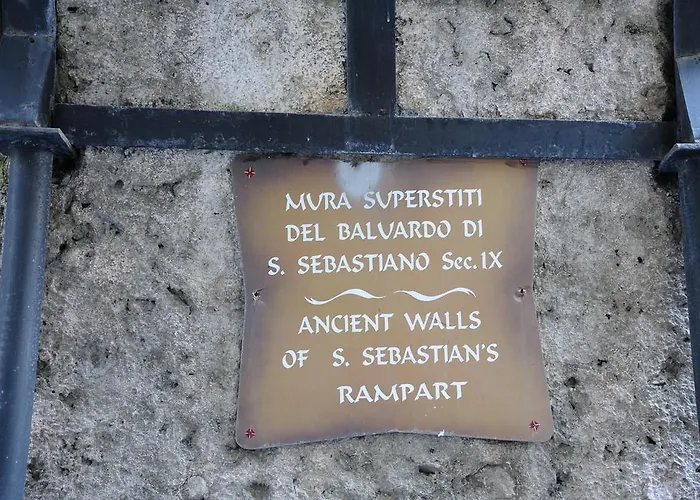 MURA SUPERSTITI
DEL BALUARDO DI
S. SEBASTIANO Sec. IX
ANCIENT WALLS
OF S. SEBASTIAN'S
RAMPART